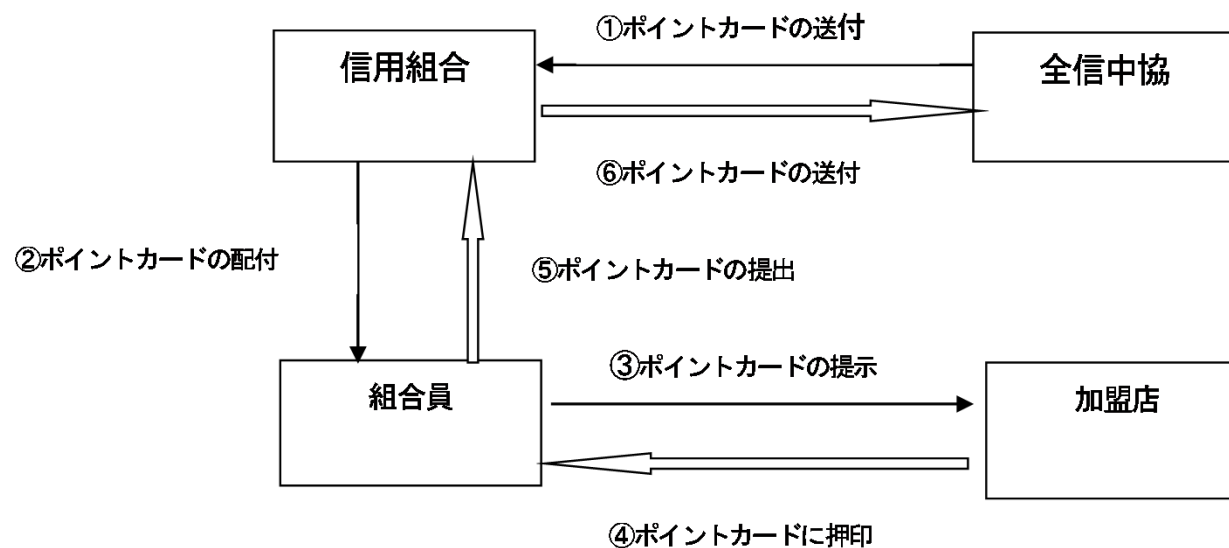 ①ポイントカードの送付
信用組合
全信中協
⑥ポイントカードの送付
②ポイントカードの配付
⑤ポイントカードの提出
③ポイントカードの提示
組合員
加盟店
④ポイントカードに押印